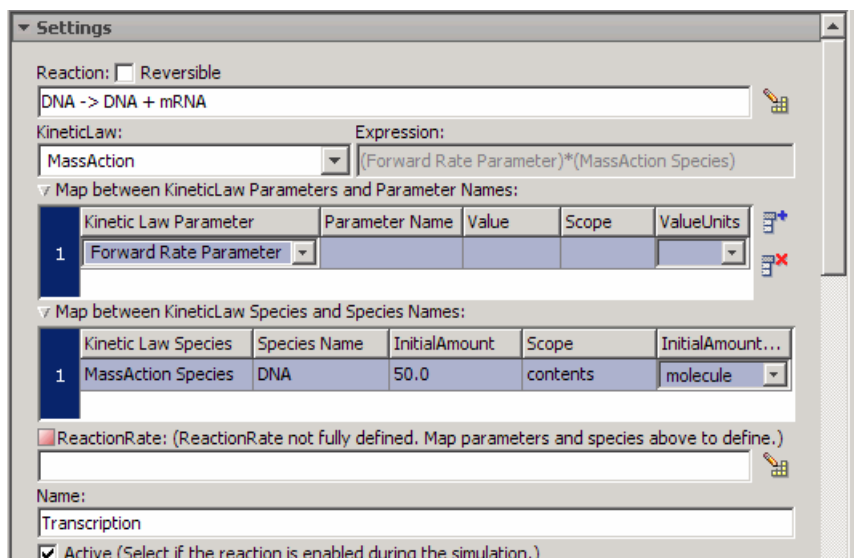 Settings
Reaction: Reversible
DNA -> DNA + mRNA
KineticLaw: Expression:
MassAction (Forward Rate Parameter)*(MassAction Species)
Map between KineticLaw Parameters and Parameter Names:
Kinetic Law Parameter Parameter Name Value Scope ValueUnits
1 Forward Rate Parameter
Map between KineticLaw Species and Species Names:
Kinetic Law Species Species Name InitialAmount Scope InitialAmount...
1 MassAction Species DNA 50.0 contents molecule
ReactionRate: (ReactionRate not fully defined. Map parameters and species above to define.)
Name:
Transcription
Active (Select if the reaction is enabled during the simulation.)